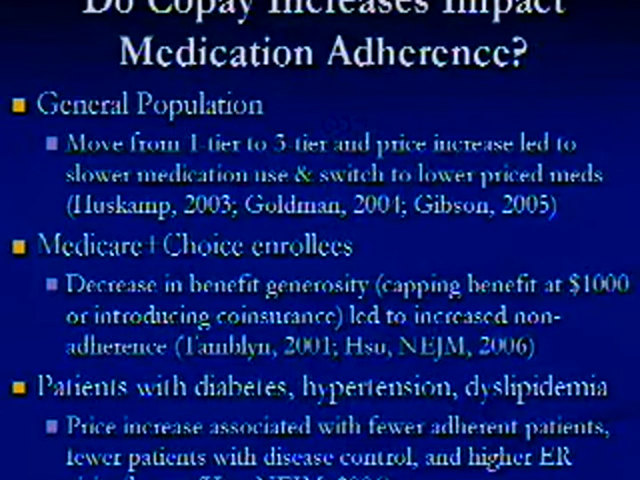 Do Copay Increases Impact
Medication Adherence?
General Population
Move from 1-tier to 3-tier and price increase led to
slower medication use & switch to lower priced meds
(Huskamp, 2003; Goldman, 2004; Gibson, 2005)
Medicare+Choice enrollees
Decrease in benefit generosity (capping benefit at $1000
or introducing coinsurance) led to increased non-
adherence (Tamblyn, 2001; Hsu, NEJM, 2006)
Patients with diabetes, hypertension, dyslipidemia
Price increase associated with fewer adherent patients,
fewer patients with disease control, and higher ER